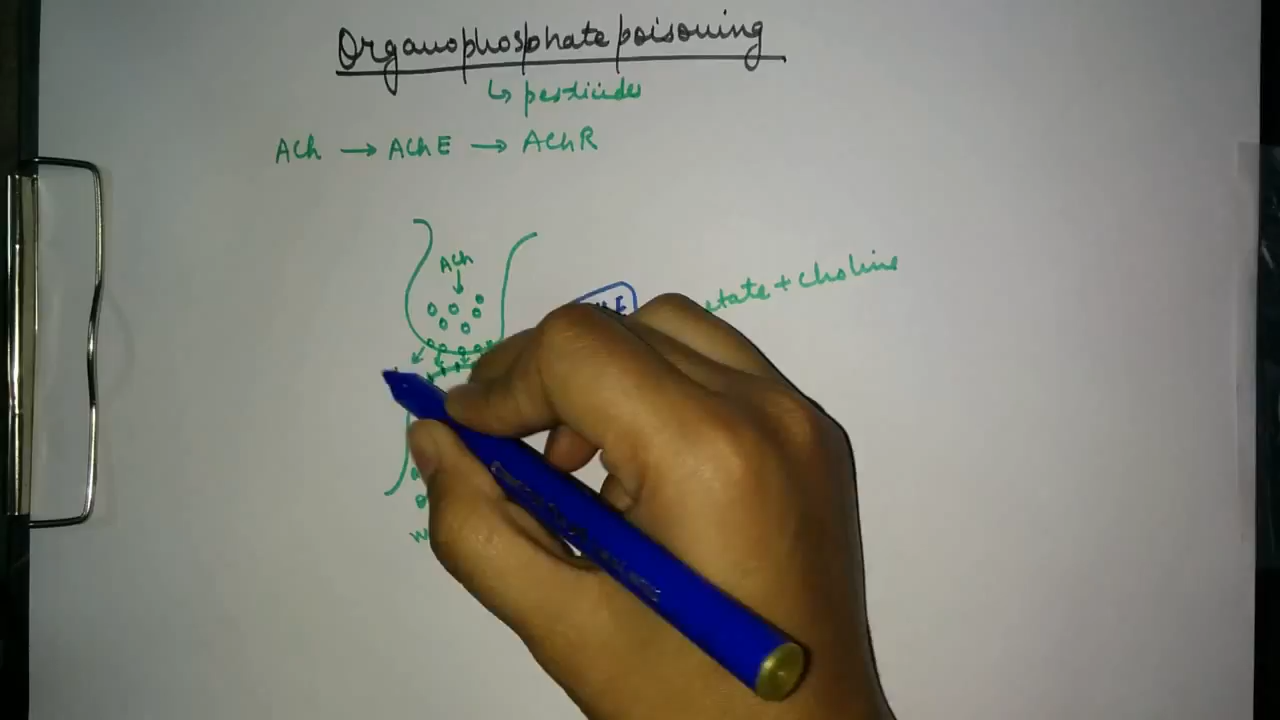 Organophosphate poisoning
↳ pesticides
ACh → AChE → AChR
ACh
+ choline